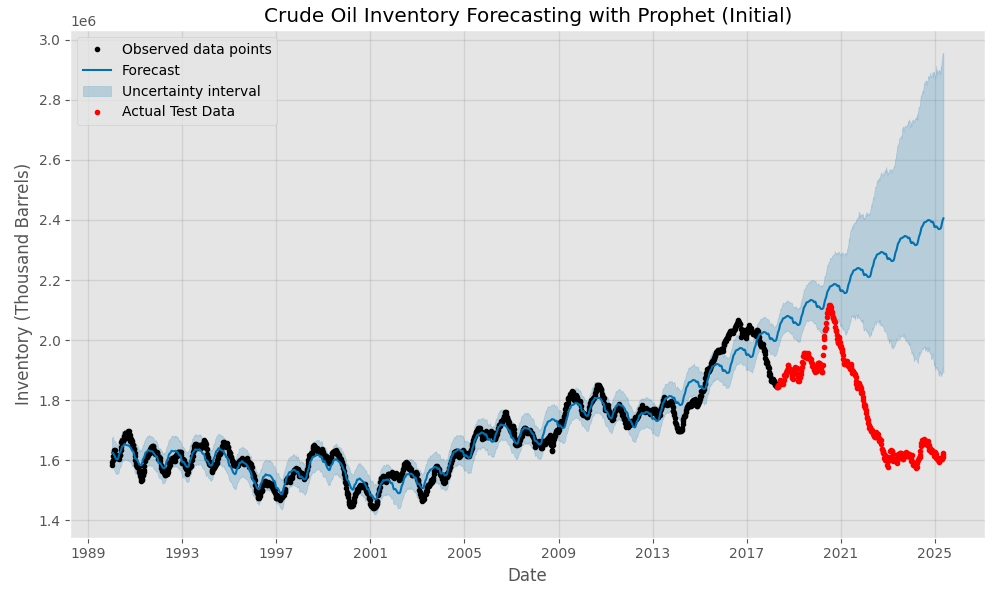 Crude Oil Inventory Forecasting with Prophet (Initial)
1e6
3.0
2.8
2.6
2.4
2.2
2.0
1.8
1.6
1.4
Inventory (Thousand Barrels)
Observed data points
Forecast
Uncertainty interval
Actual Test Data
1989 1993 1997 2001 2005 2009 2013 2017 2021 2025
Date